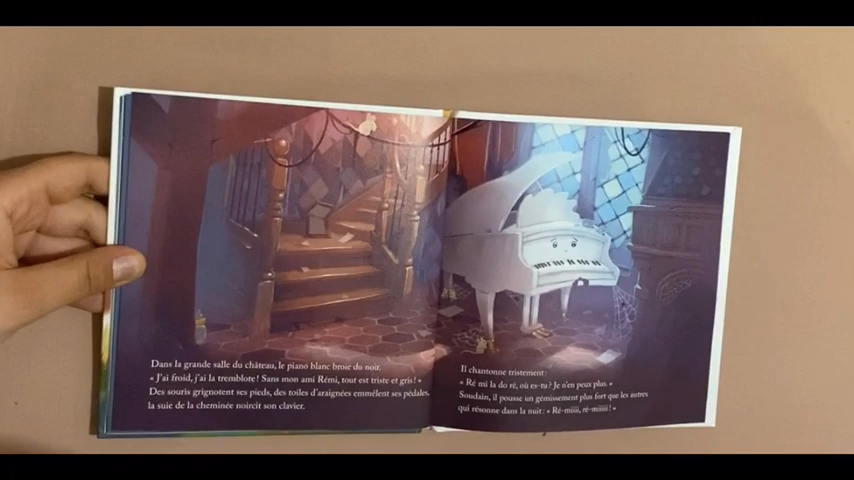 Dans la grande salle du château, le piano blanc broie du noir.
« J'ai froid, j'ai la tremblote ! Sans mon ami Rémi, tout est triste et gris ! »
Des souris grignotent ses pieds, des toiles d'araignées emmêlent ses pédales,
la suie de la cheminée noircit son clavier.
Il chantonne tristement :
« Ré mi la do ré, où es-tu ? Je n'en peux plus. »
Soudain, il pousse un gémissement plus fort que les autres
qui résonne dans la nuit : « Ré-miiii, ré-miiiii ! »